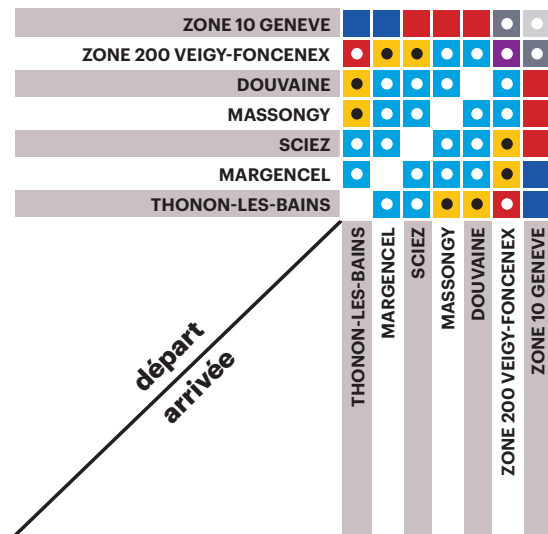 ZONE 10 GENEVE
ZONE 200 VEIGY-FONCENEX
DOUVAINE
MASSONGY
SCIEZ
MARGENCEL
THONON-LES-BAINS
départ
arrivée
THONON-LES-BAINS
MARGENCEL
SCIEZ
MASSONGY
DOUVAINE
ZONE 200 VEIGY-FONCENEX
ZONE 10 GENEVE